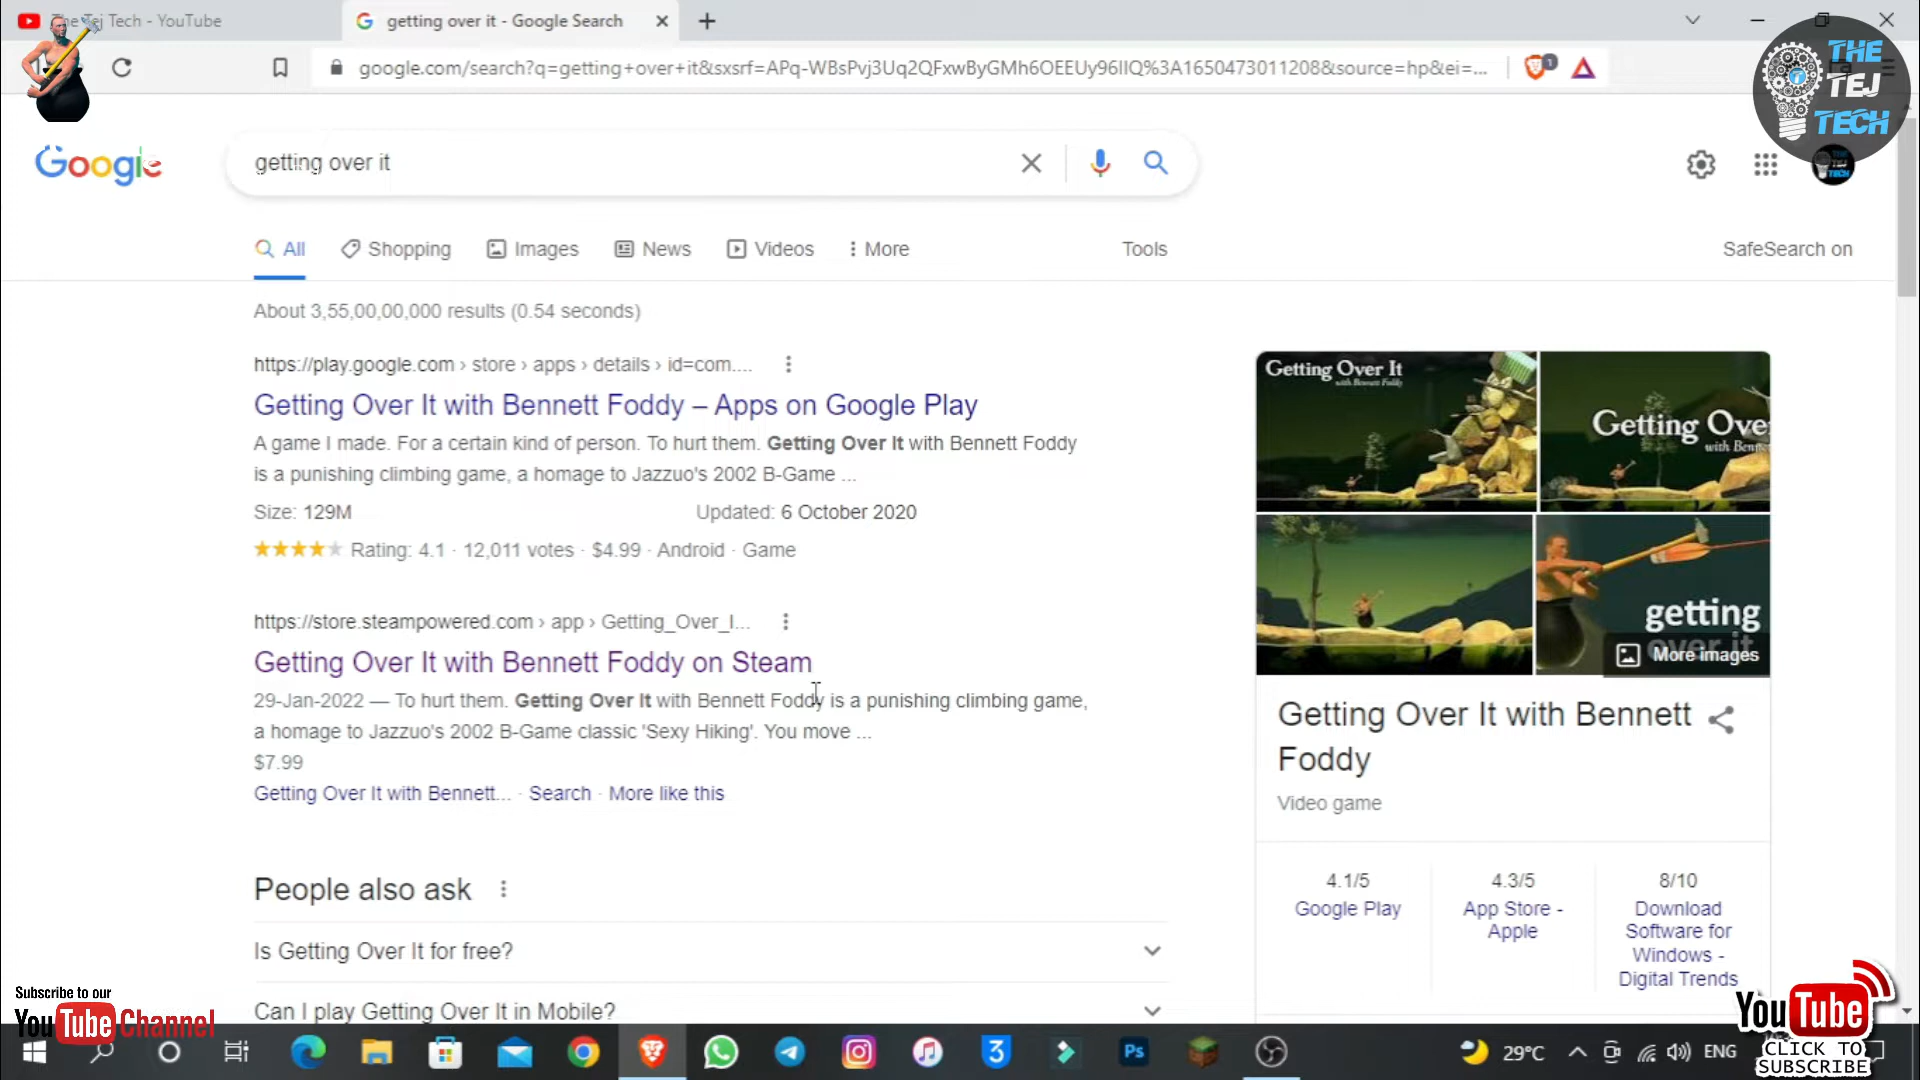 The Tej Tech - YouTube
getting over it - Google Search
google.com/search?q=getting+over+it&sxsrf=APq-WBsPvj3Uq2QFxwByGMh6OEEUy96lIQ%3A1650473011208&source=hp&ei=...
1
THE
TEJ
TECH
Google
getting over it
All
Shopping
Images
News
Videos
More
Tools
SafeSearch on
About 3,55,00,00,000 results (0.54 seconds)
https://play.google.com › store › apps › details › id=com....
Getting Over It with Bennett Foddy – Apps on Google Play
A game I made. For a certain kind of person. To hurt them. Getting Over It with Bennett Foddy
is a punishing climbing game, a homage to Jazzuo's 2002 B-Game ...
Size: 129M
Updated: 6 October 2020
Rating: 4.1 · 12,011 votes · $4.99 · Android · Game
https://store.steampowered.com › app › Getting_Over_I...
Getting Over It with Bennett Foddy on Steam
29-Jan-2022 — To hurt them. Getting Over It with Bennett Foddy is a punishing climbing game,
a homage to Jazzuo's 2002 B-Game classic 'Sexy Hiking'. You move ...
$7.99
Getting Over It with Bennett... · Search · More like this
People also ask
Is Getting Over It for free?
Can I play Getting Over It in Mobile?
Getting Over It
with Bennett Foddy
Getting Ove
with Benne
getting
over it
More images
Getting Over It with Bennett
Foddy
Video game
4.1/5
Google Play
4.3/5
App Store -
Apple
8/10
Download
Software for
Windows -
Digital Trends
Subscribe to our
YouTube Channel
YouTube
CLICK TO
SUBSCRIBE
3
Ps
29°C
ENG